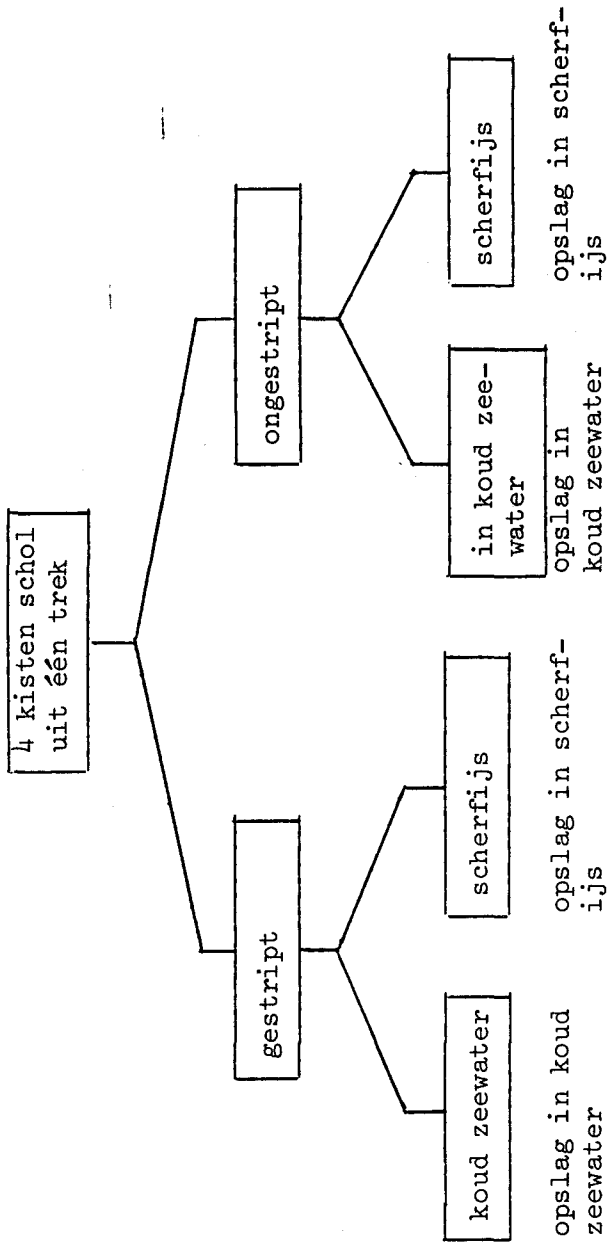 4 kisten schol
uit één trek
gestript
ongestript
koud zeewater
scherfijs
in koud zee-
water
scherfijs
opslag in koud
zeewater
opslag in scherf-
ijs
opslag in
koud zeewater
opslag in scherf-
ijs